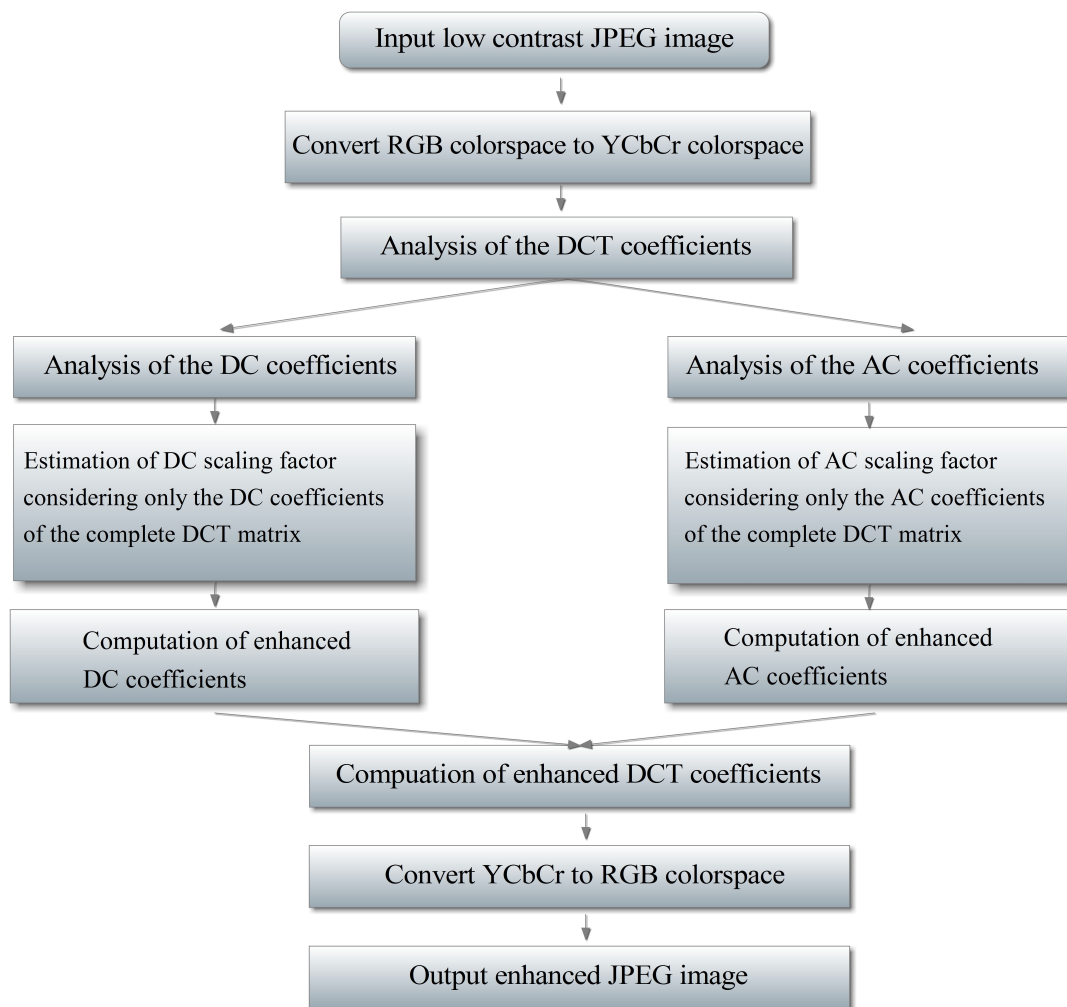 Input low contrast JPEG image
Convert RGB colorspace to YCbCr colorspace
Analysis of the DCT coefficients
Analysis of the DC coefficients
Estimation of DC scaling factor
considering only the DC coefficients
of the complete DCT matrix
Computation of enhanced
DC coefficients
Analysis of the AC coefficients
Estimation of AC scaling factor
considering only the AC coefficients
of the complete DCT matrix
Computation of enhanced
AC coefficients
Compuation of enhanced DCT coefficients
Convert YCbCr to RGB colorspace
Output enhanced JPEG image